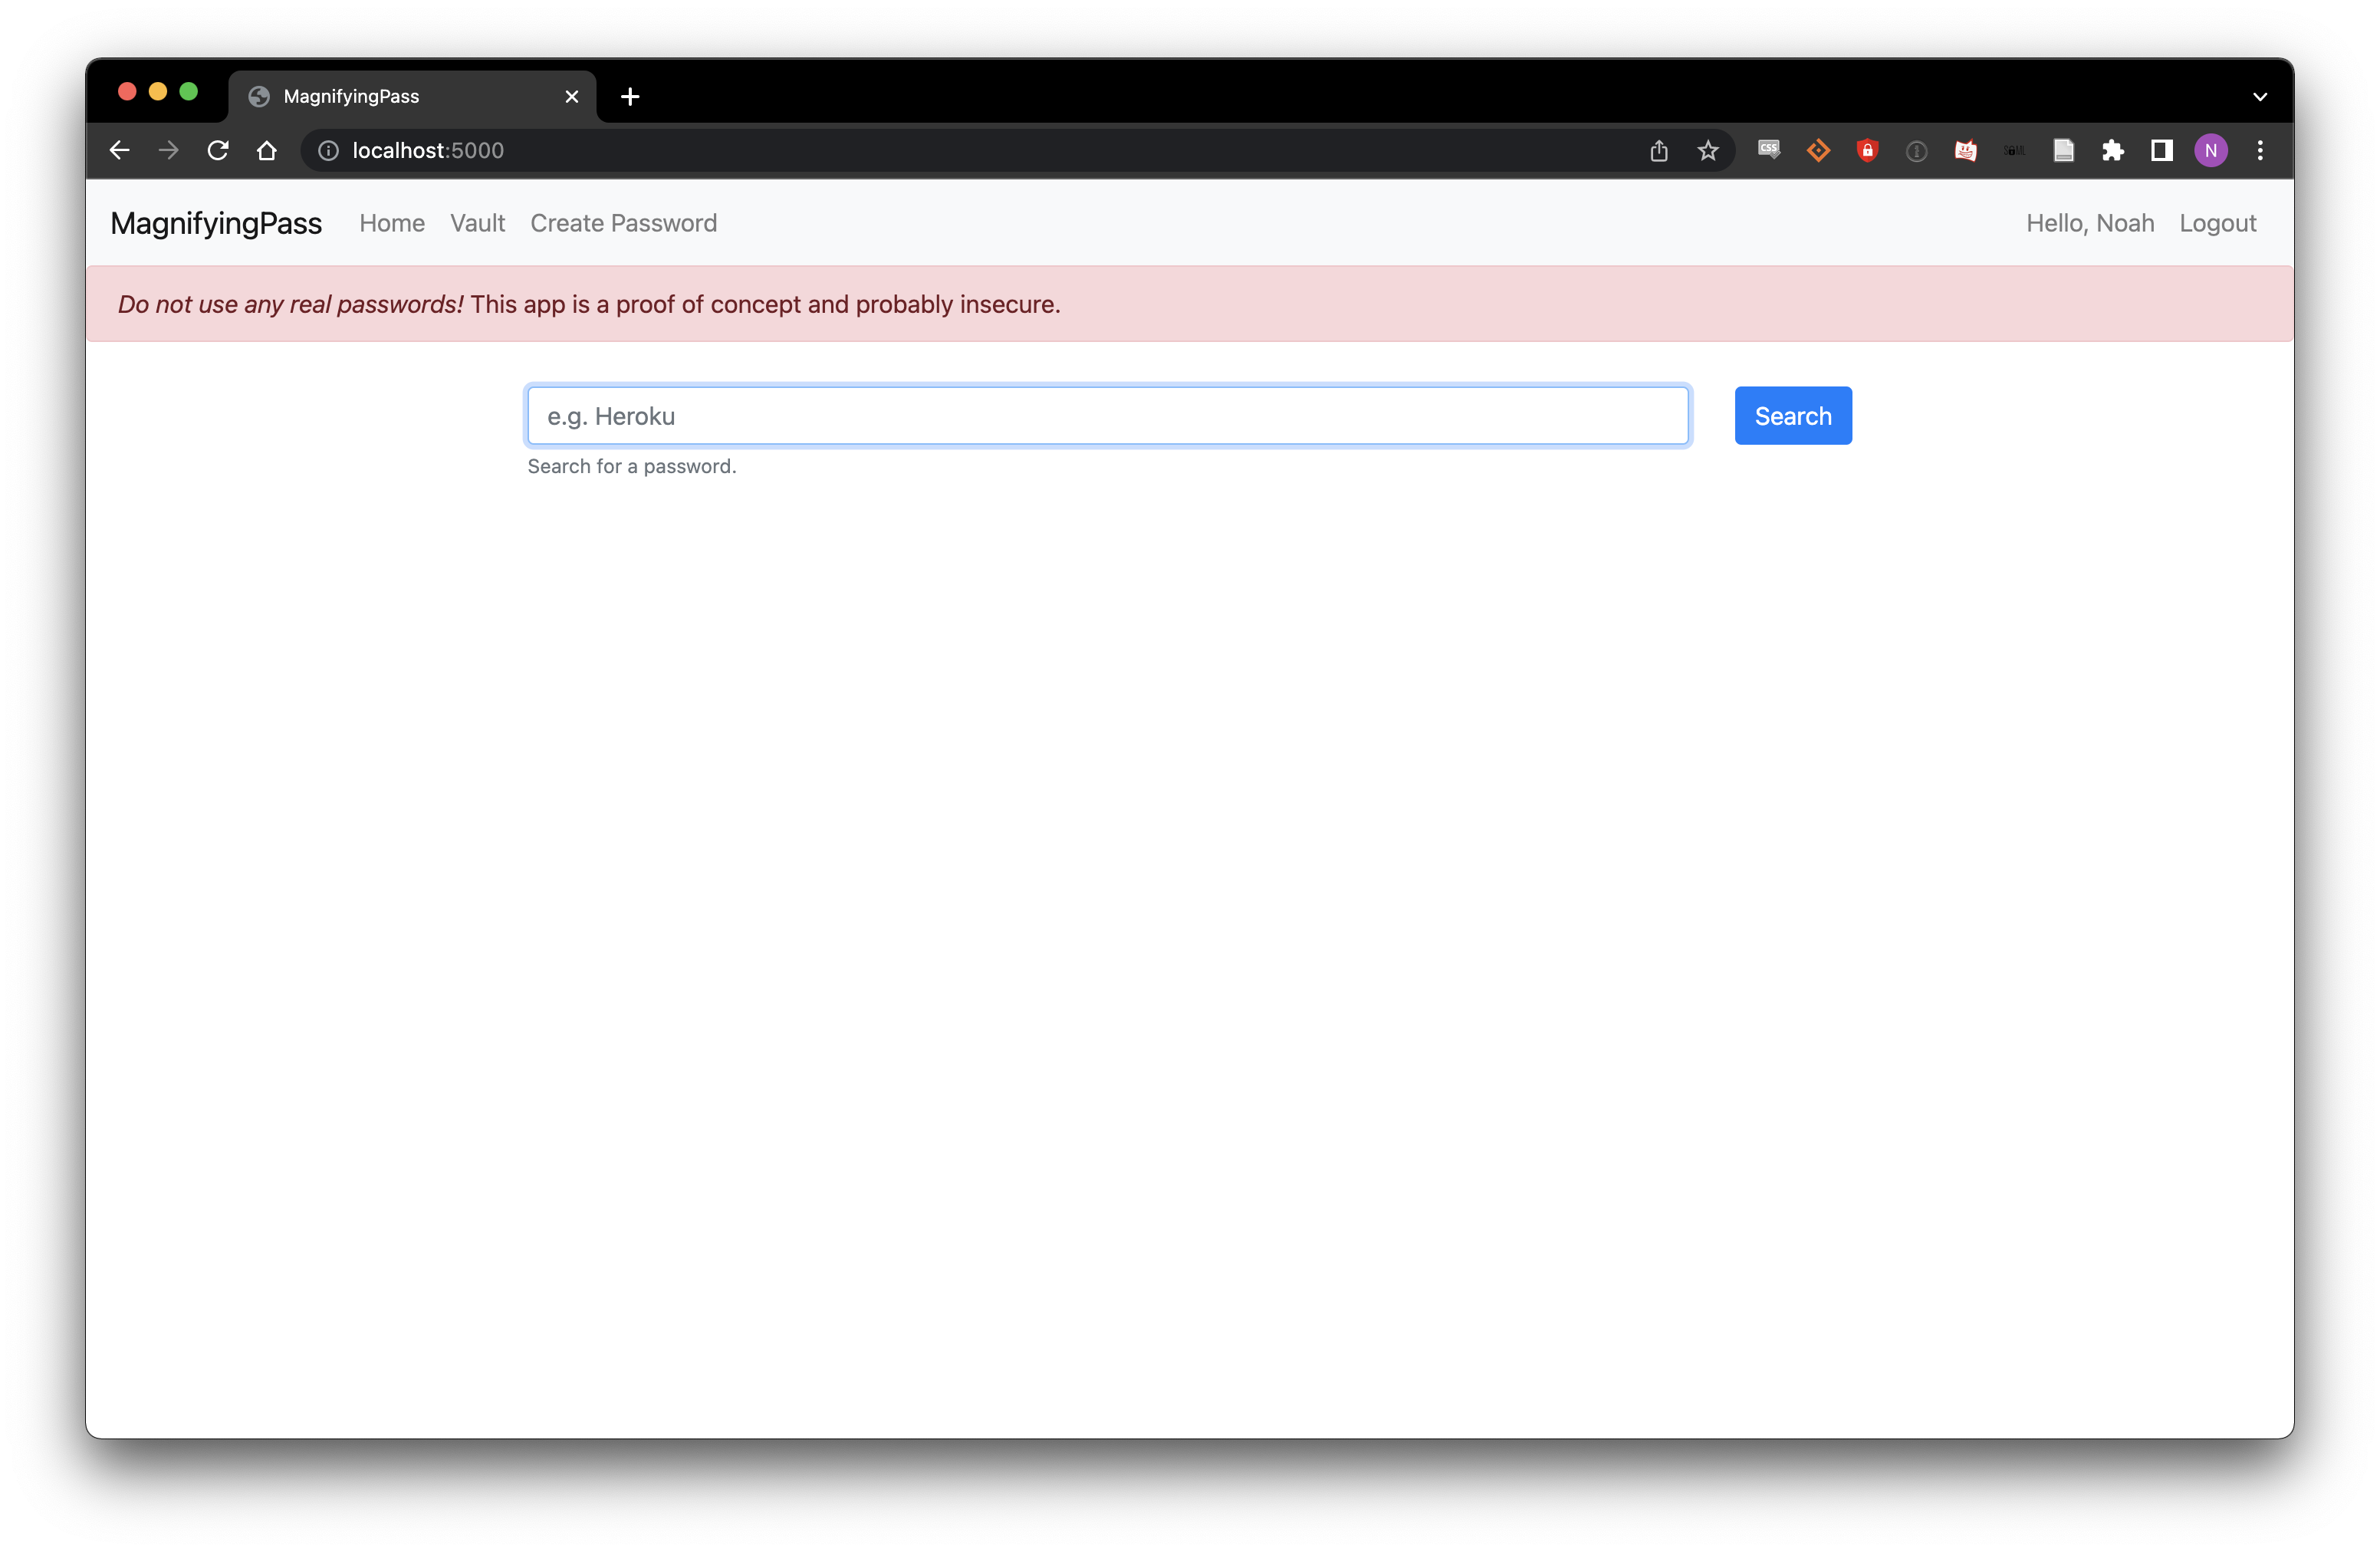 MagnifyingPass
localhost:5000
CSS
N
MagnifyingPass Home Vault Create Password Hello, Noah Logout
Do not use any real passwords! This app is a proof of concept and probably insecure.
e.g. Heroku Search
Search for a password.